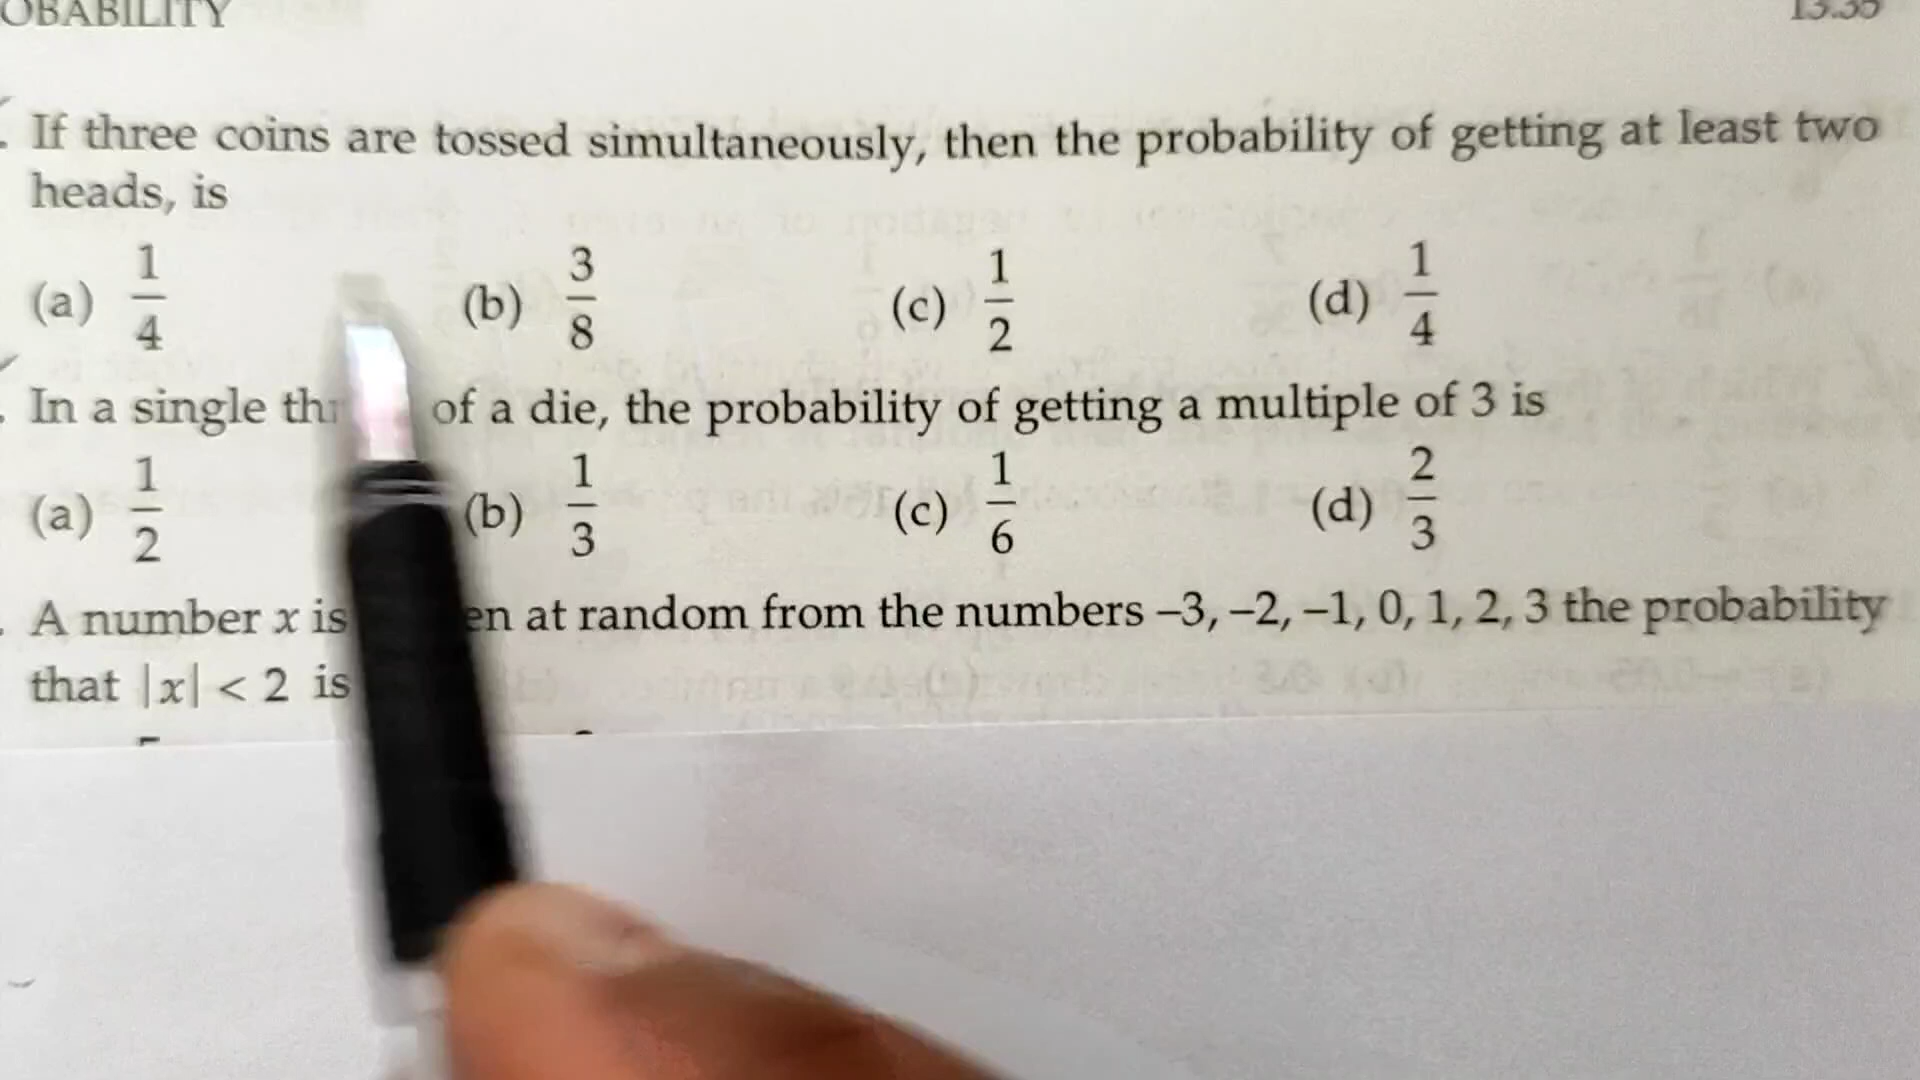 OBABILITY 13.35
. If three coins are tossed simultaneously, then the probability of getting at least two
heads, is
(a) 1/4 (b) 3/8 (c) 1/2 (d) 1/4
. In a single thr of a die, the probability of getting a multiple of 3 is
(a) 1/2 (b) 1/3 (c) 1/6 (d) 2/3
. A number x is en at random from the numbers –3, –2, –1, 0, 1, 2, 3 the probability
that |x| < 2 is